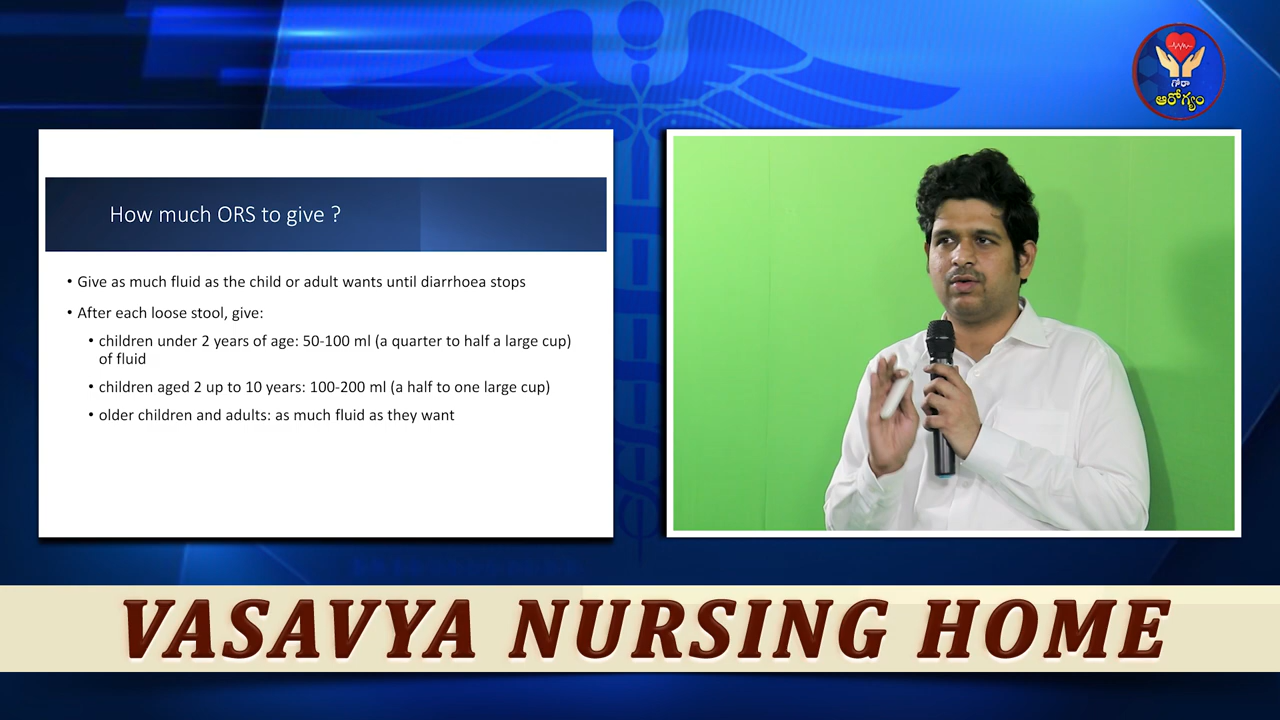 గోరా
ఆరోగ్యం
How much ORS to give ?
• Give as much fluid as the child or adult wants until diarrhoea stops
• After each loose stool, give:
• children under 2 years of age: 50-100 ml (a quarter to half a large cup)
of fluid
• children aged 2 up to 10 years: 100-200 ml (a half to one large cup)
• older children and adults: as much fluid as they want
VASAVYA NURSING HOME